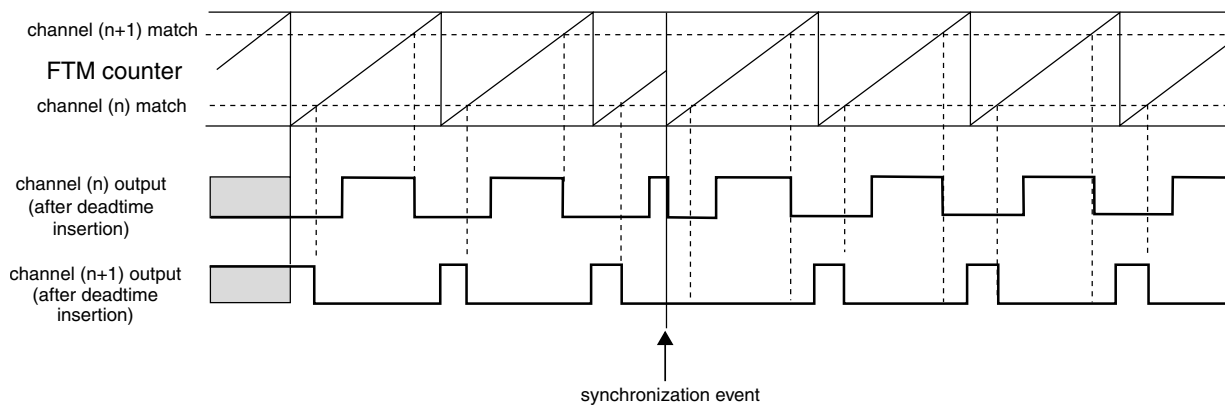 channel (n+1) match
FTM counter
channel (n) match
channel (n) output
(after deadtime
insertion)
channel (n+1) output
(after deadtime
insertion)
synchronization event